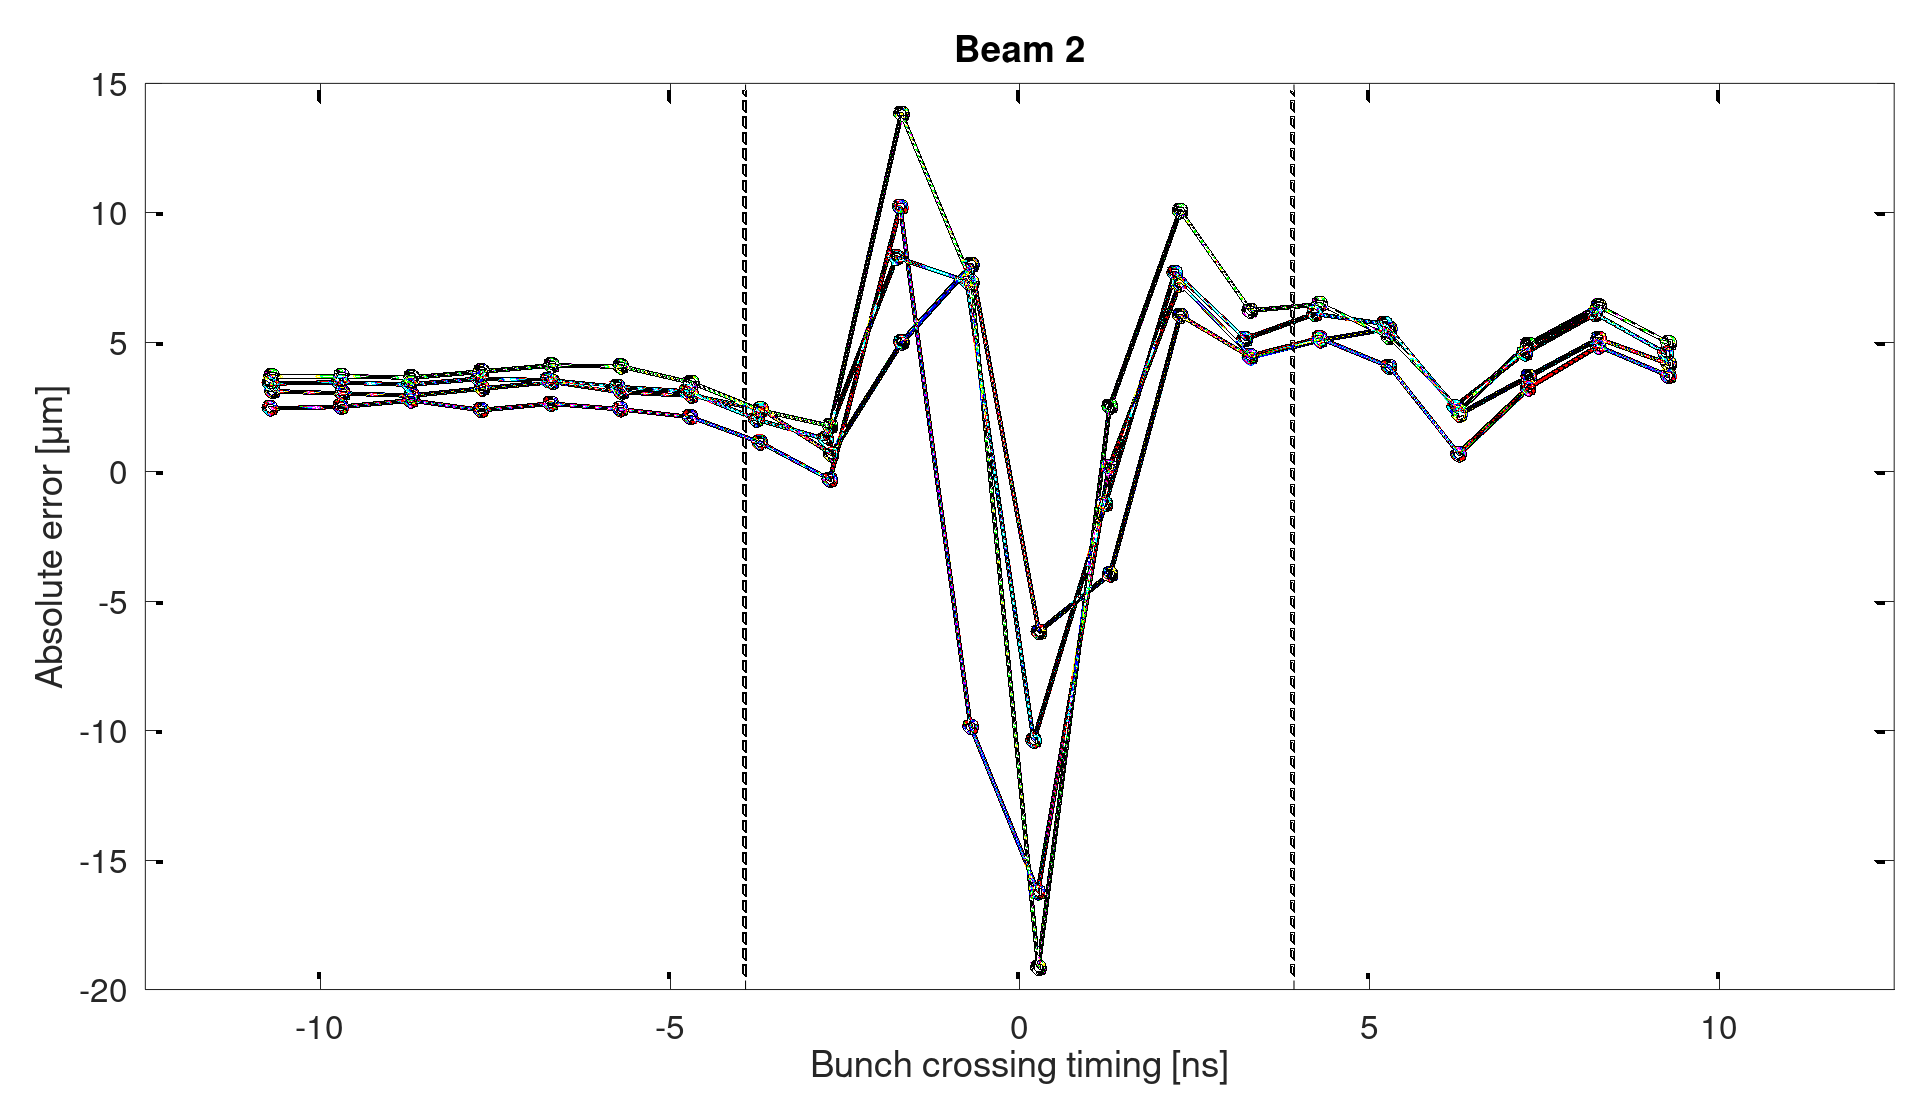 Beam 2
15
10
5
0
-5
-10
-15
-20
Absolute error [μm]
-10 -5 0 5 10
Bunch crossing timing [ns]